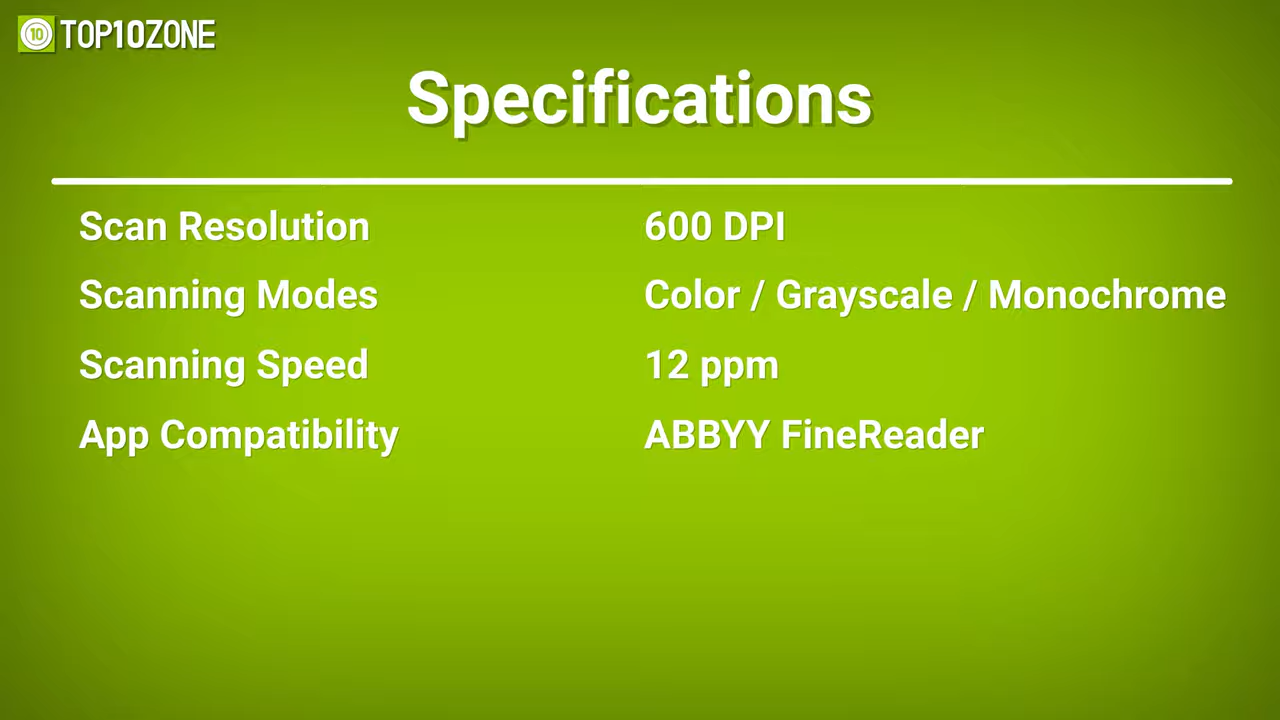 TOP10ZONE
Specifications
Scan Resolution 600 DPI
Scanning Modes Color / Grayscale / Monochrome
Scanning Speed 12 ppm
App Compatibility ABBYY FineReader